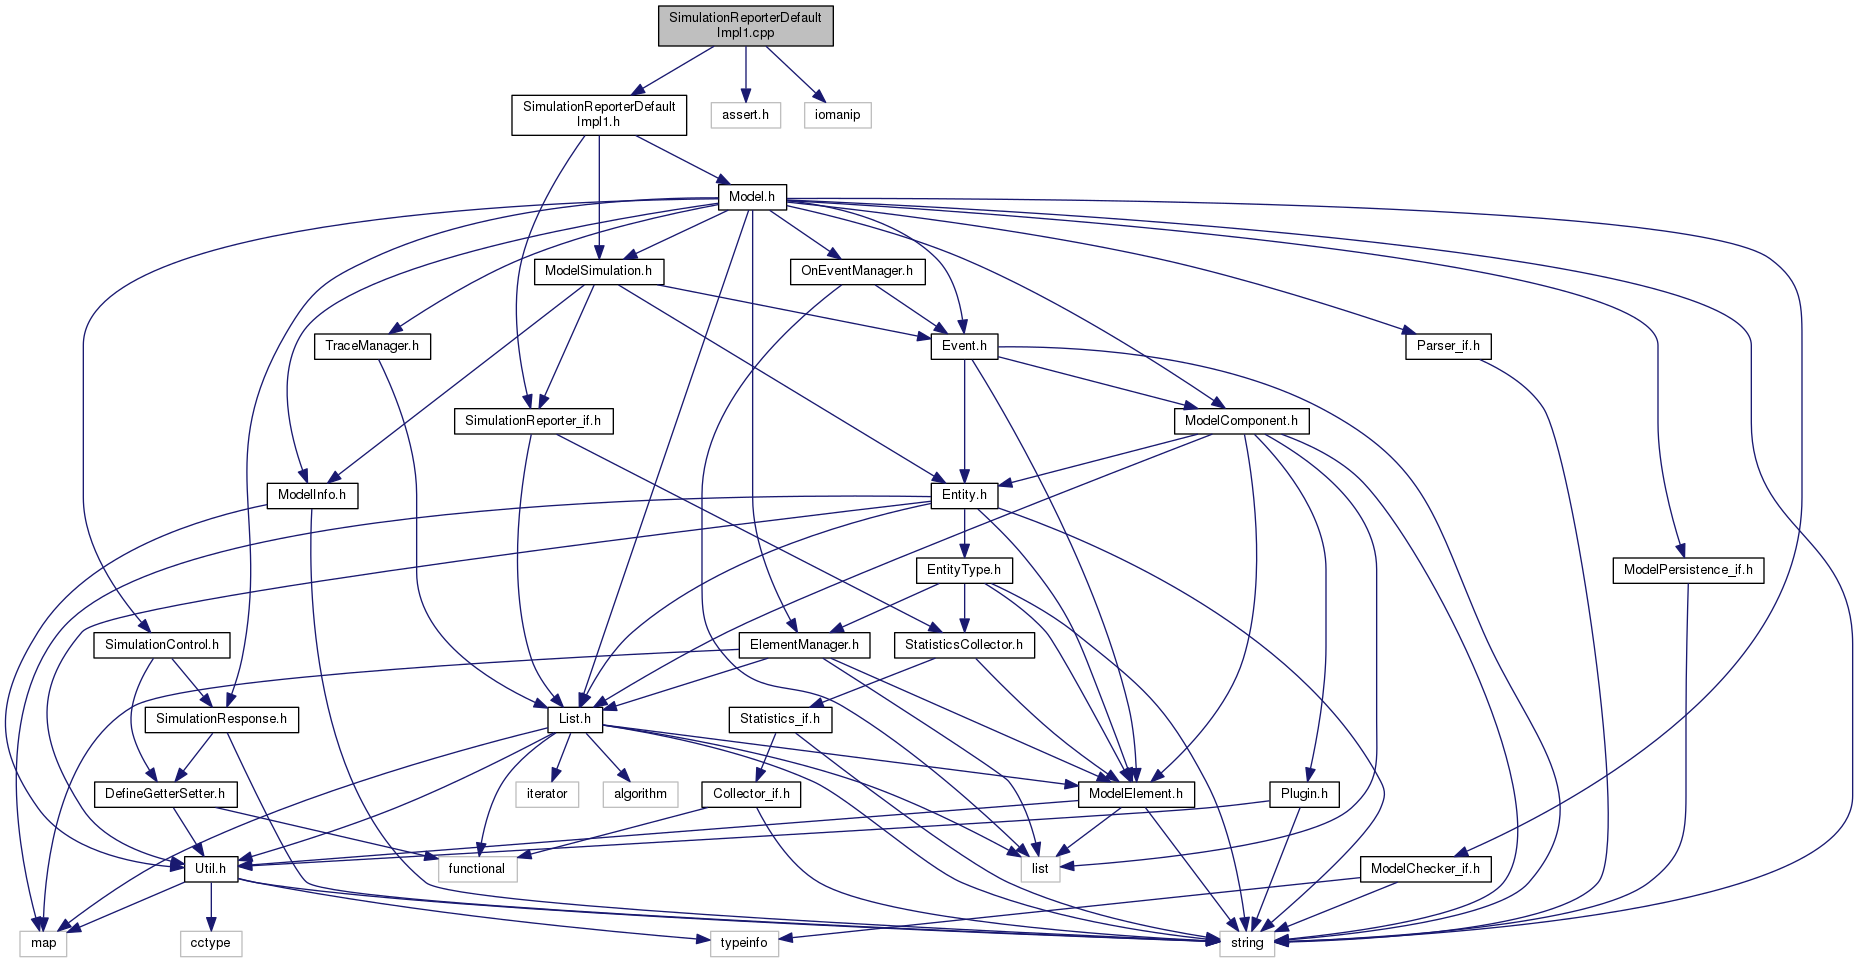 SimulationReporterDefault
Impl1.cpp
SimulationReporterDefault
Impl1.h
assert.h
iomanip
Model.h
ModelSimulation.h
OnEventManager.h
TraceManager.h
Event.h
Parser_if.h
SimulationReporter_if.h
ModelComponent.h
ModelInfo.h
Entity.h
EntityType.h
ModelPersistence_if.h
SimulationControl.h
ElementManager.h
StatisticsCollector.h
SimulationResponse.h
List.h
Statistics_if.h
DefineGetterSetter.h
iterator
algorithm
Collector_if.h
ModelElement.h
Plugin.h
Util.h
functional
list
ModelChecker_if.h
map
cctype
typeinfo
string